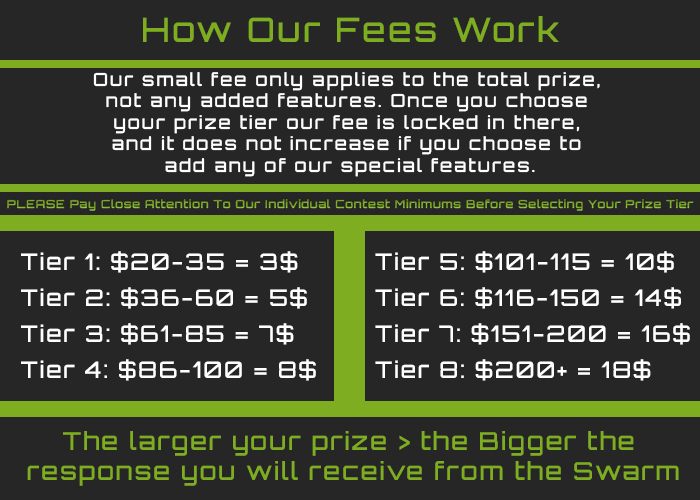 How Our Fees Work
Our small fee only applies to the total prize,
not any added features. Once you choose
your prize tier our fee is locked in there,
and it does not increase if you choose to
add any of our special features.
PLEASE Pay Close Attention To Our Individual Contest Minimums Before Selecting Your Prize Tier
Tier 1: $20-35 = 3$
Tier 2: $36-60 = 5$
Tier 3: $61-85 = 7$
Tier 4: $86-100 = 8$
Tier 5: $101-115 = 10$
Tier 6: $116-150 = 14$
Tier 7: $151-200 = 16$
Tier 8: $200+ = 18$
The larger your prize > the Bigger the
response you will receive from the Swarm